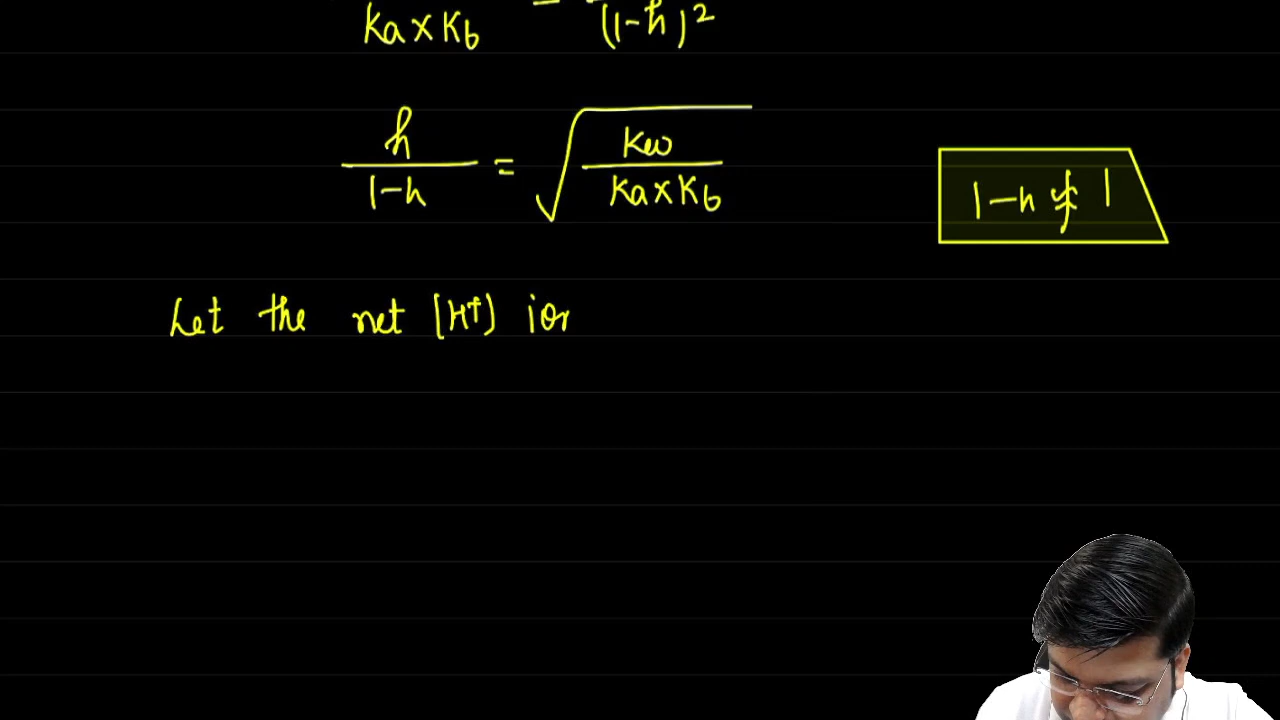 Ka x Kb = (1-h)²
h / 1-h = √ Kw / Ka x Kb
1-h ≠ 1
Let the net [H⁺] ion